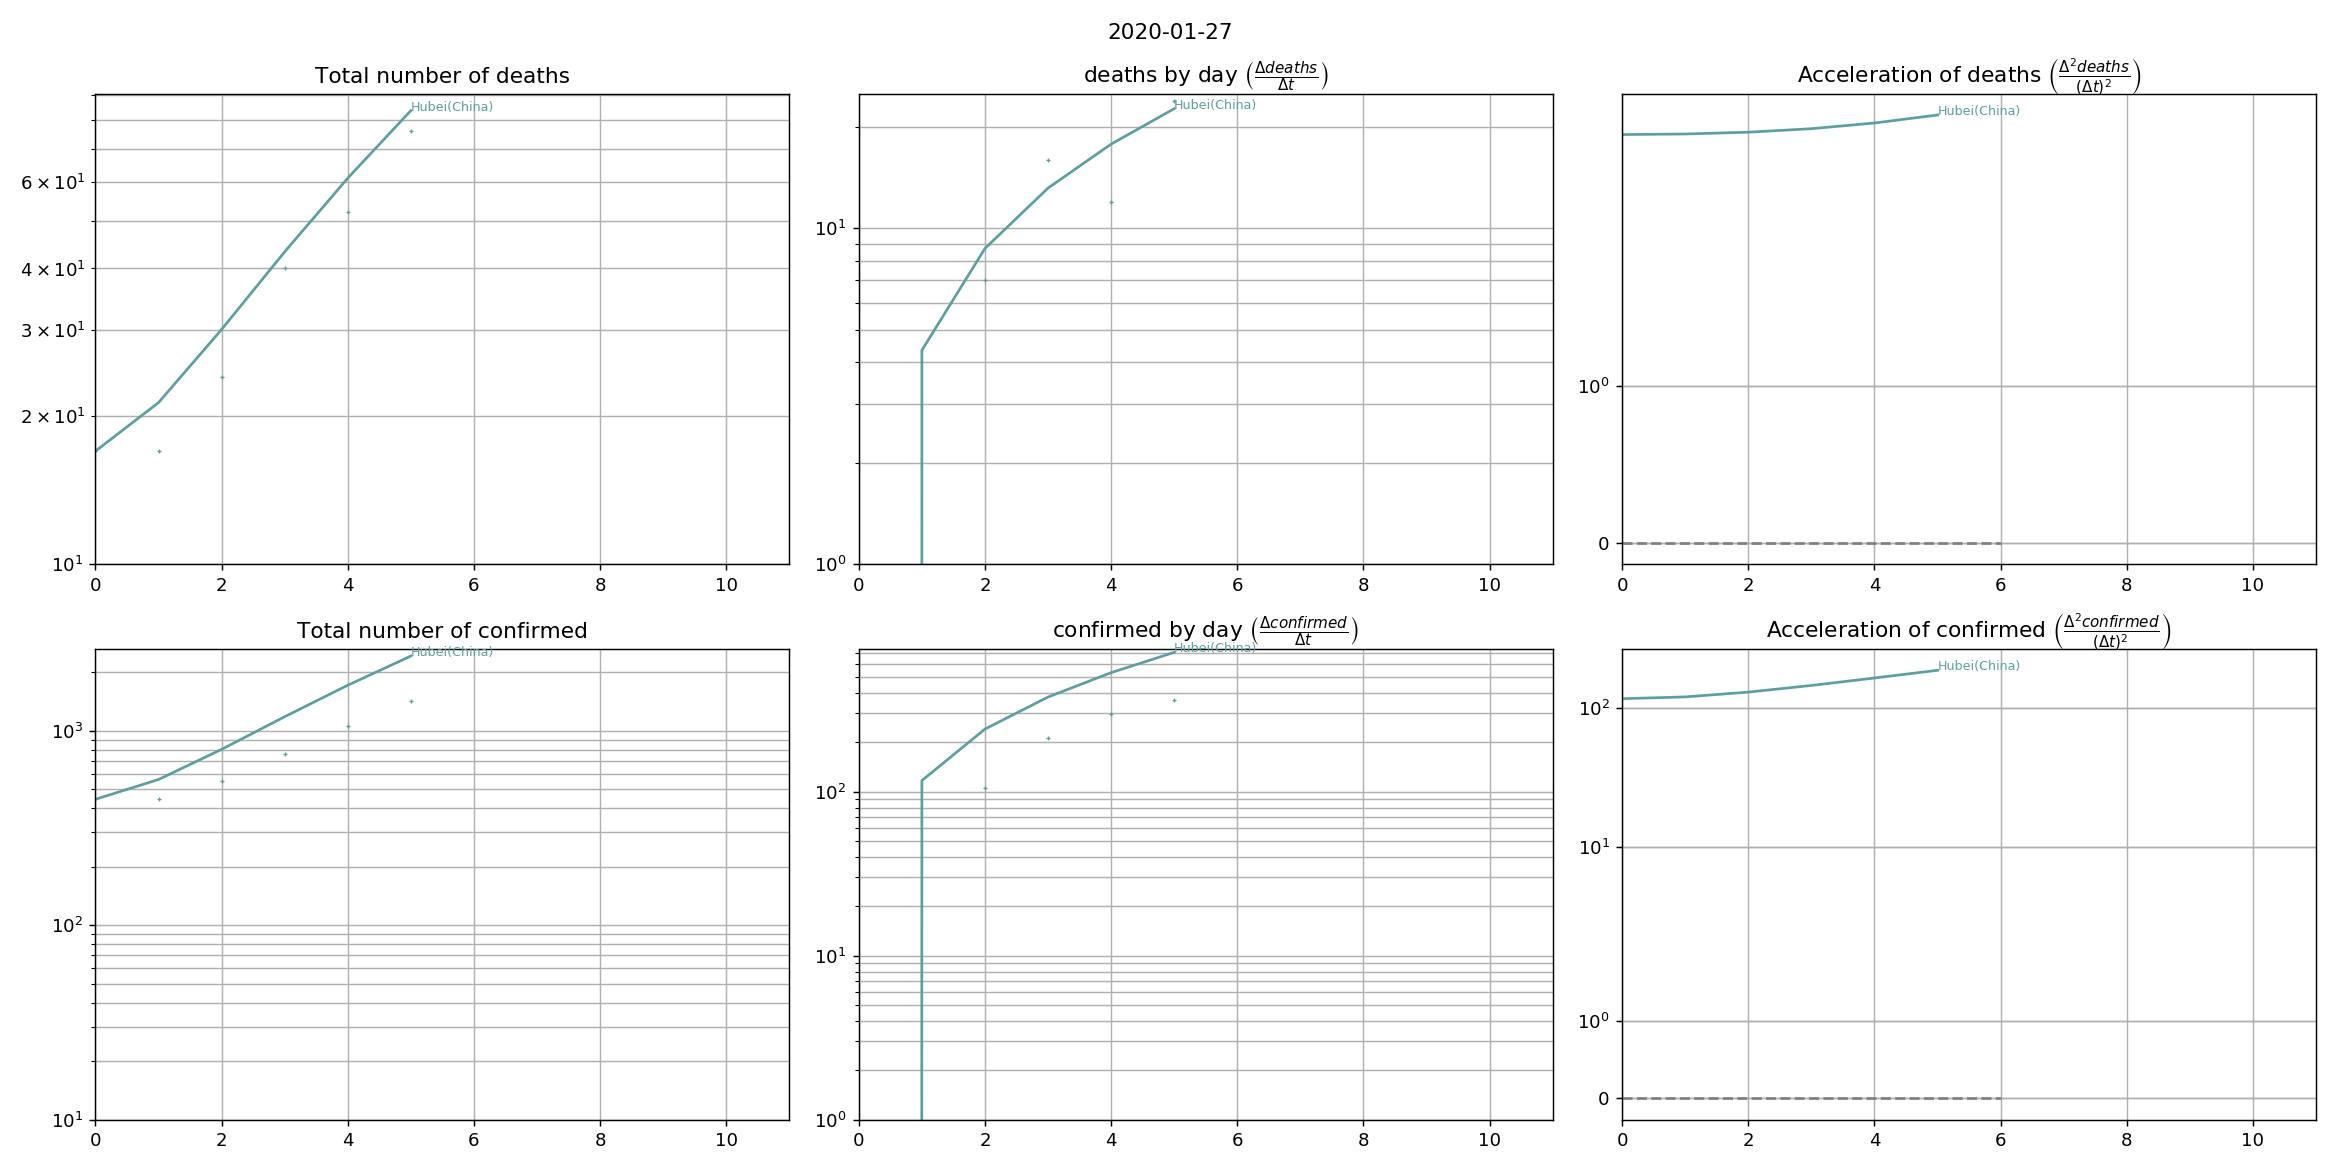 2020-01-27
Total number of deaths
6 × 10¹
4 × 10¹
3 × 10¹
2 × 10¹
10¹
0 2 4 6 8 10
Hubei(China)
deaths by day (Δdeaths/Δt)
10¹
10⁰
0 2 4 6 8 10
Hubei(China)
Acceleration of deaths (Δ²deaths/(Δt)²)
10⁰
0
0 2 4 6 8 10
Hubei(China)
Total number of confirmed
10³
10²
10¹
0 2 4 6 8 10
Hubei(China)
confirmed by day (Δconfirmed/Δt)
10²
10¹
10⁰
0 2 4 6 8 10
Hubei(China)
Acceleration of confirmed (Δ²confirmed/(Δt)²)
10²
10¹
10⁰
0
0 2 4 6 8 10
Hubei(China)